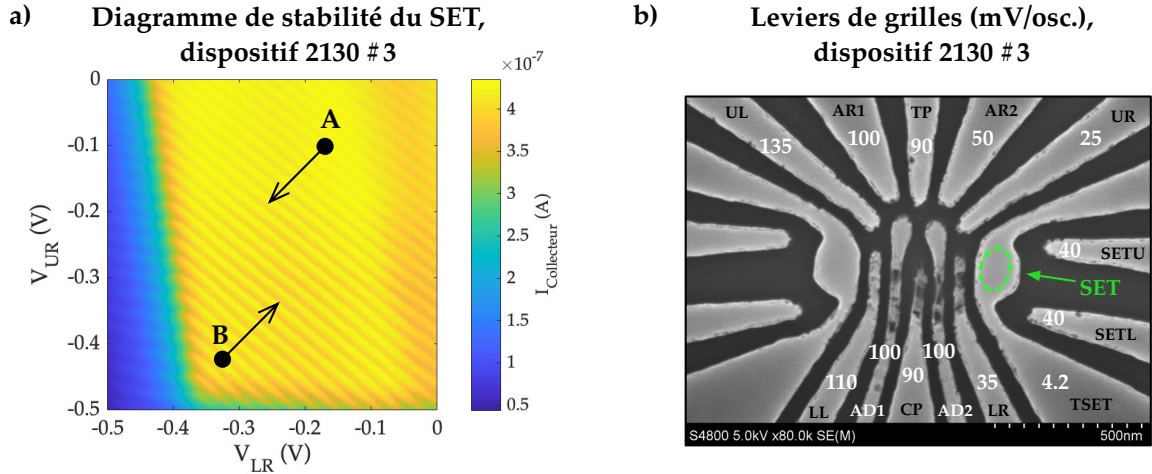 a)
Diagramme de stabilité du SET,
dispositif 2130 #3
×10⁻⁷
0
-0.1
-0.2
-0.3
-0.4
-0.5
V_UR (V)
-0.5
-0.4
-0.3
-0.2
-0.1
0
V_LR (V)
A
B
4
3.5
3
2.5
2
1.5
1
0.5
I_Collecteur (A)
b)
Leviers de grilles (mV/osc.),
dispositif 2130 #3
UL
AR1
TP
AR2
UR
135
100
90
50
25
40
SETU
SET
40
SETL
100
100
110
90
35
4.2
LL
AD1
CP
AD2
LR
TSET
S4800 5.0kV x80.0k SE(M)
500nm